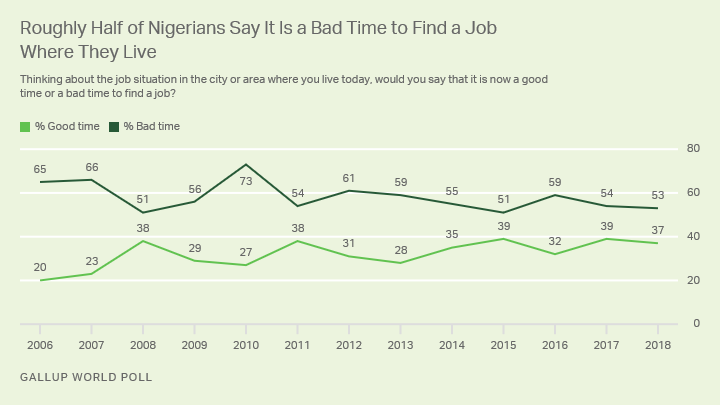 Roughly Half of Nigerians Say It Is a Bad Time to Find a Job
Where They Live
Thinking about the job situation in the city or area where you live today, would you say that it is now a good
time or a bad time to find a job?
% Good time % Bad time
80
65 66 51 56 73 54 61 59 55 51 59 54 53
60
38 29 27 38 31 28 35 39 32 39 37
40
20 23
20
0
2006 2007 2008 2009 2010 2011 2012 2013 2014 2015 2016 2017 2018
GALLUP WORLD POLL